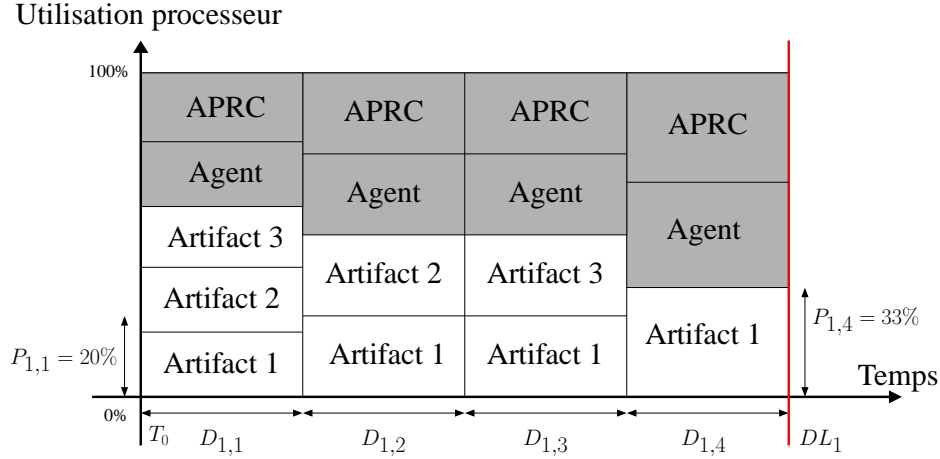 Utilisation processeur
100%
APRC
APRC
APRC
APRC
Agent
Agent
Agent
Agent
Artifact 3
Artifact 2
Artifact 3
Artifact 2
Artifact 1
Artifact 1
Artifact 1
Artifact 1
P1,1 = 20%
P1,4 = 33%
Temps
0%
T0
D1,1
D1,2
D1,3
D1,4
DL1